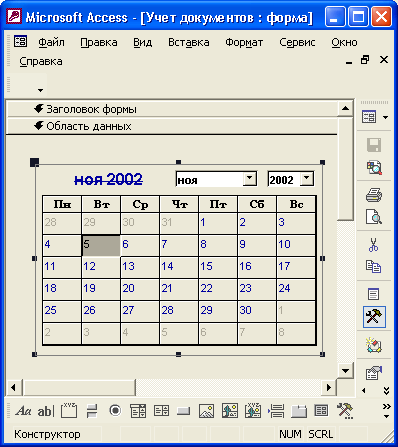 Microsoft Access - [Учет документов : форма]
Файл Правка Вид Вставка Формат Сервис Окно
Справка
Заголовок формы
Область данных
ноя 2002 ноя 2002
Пн Вт Ср Чт Пт Сб Вс
28 29 30 31 1 2 3
4 5 6 7 8 9 10
11 12 13 14 15 16 17
18 19 20 21 22 23 24
25 26 27 28 29 30 1
2 3 4 5 6 7 8
Aa ab| xyz
Конструктор NUM SCRL